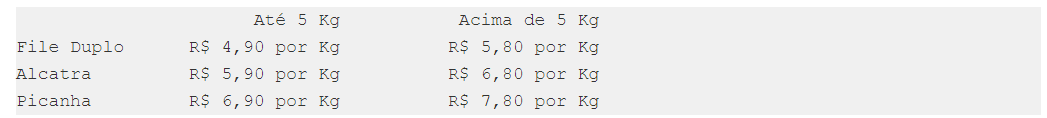 Até 5 Kg Acima de 5 Kg
File Duplo R$ 4,90 por Kg R$ 5,80 por Kg
Alcatra R$ 5,90 por Kg R$ 6,80 por Kg
Picanha R$ 6,90 por Kg R$ 7,80 por Kg